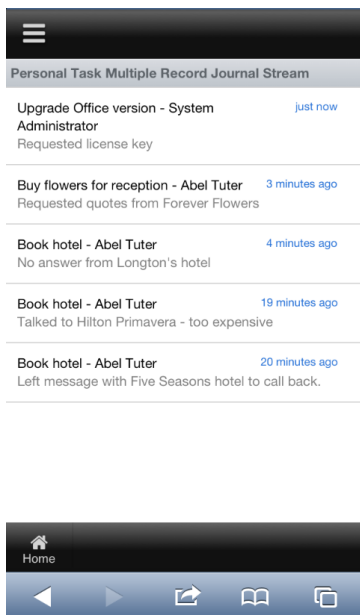 Personal Task Multiple Record Journal Stream
Upgrade Office version - System just now
Administrator
Requested license key
Buy flowers for reception - Abel Tuter 3 minutes ago
Requested quotes from Forever Flowers
Book hotel - Abel Tuter 4 minutes ago
No answer from Longton's hotel
Book hotel - Abel Tuter 19 minutes ago
Talked to Hilton Primavera - too expensive
Book hotel - Abel Tuter 20 minutes ago
Left message with Five Seasons hotel to call back.
Home